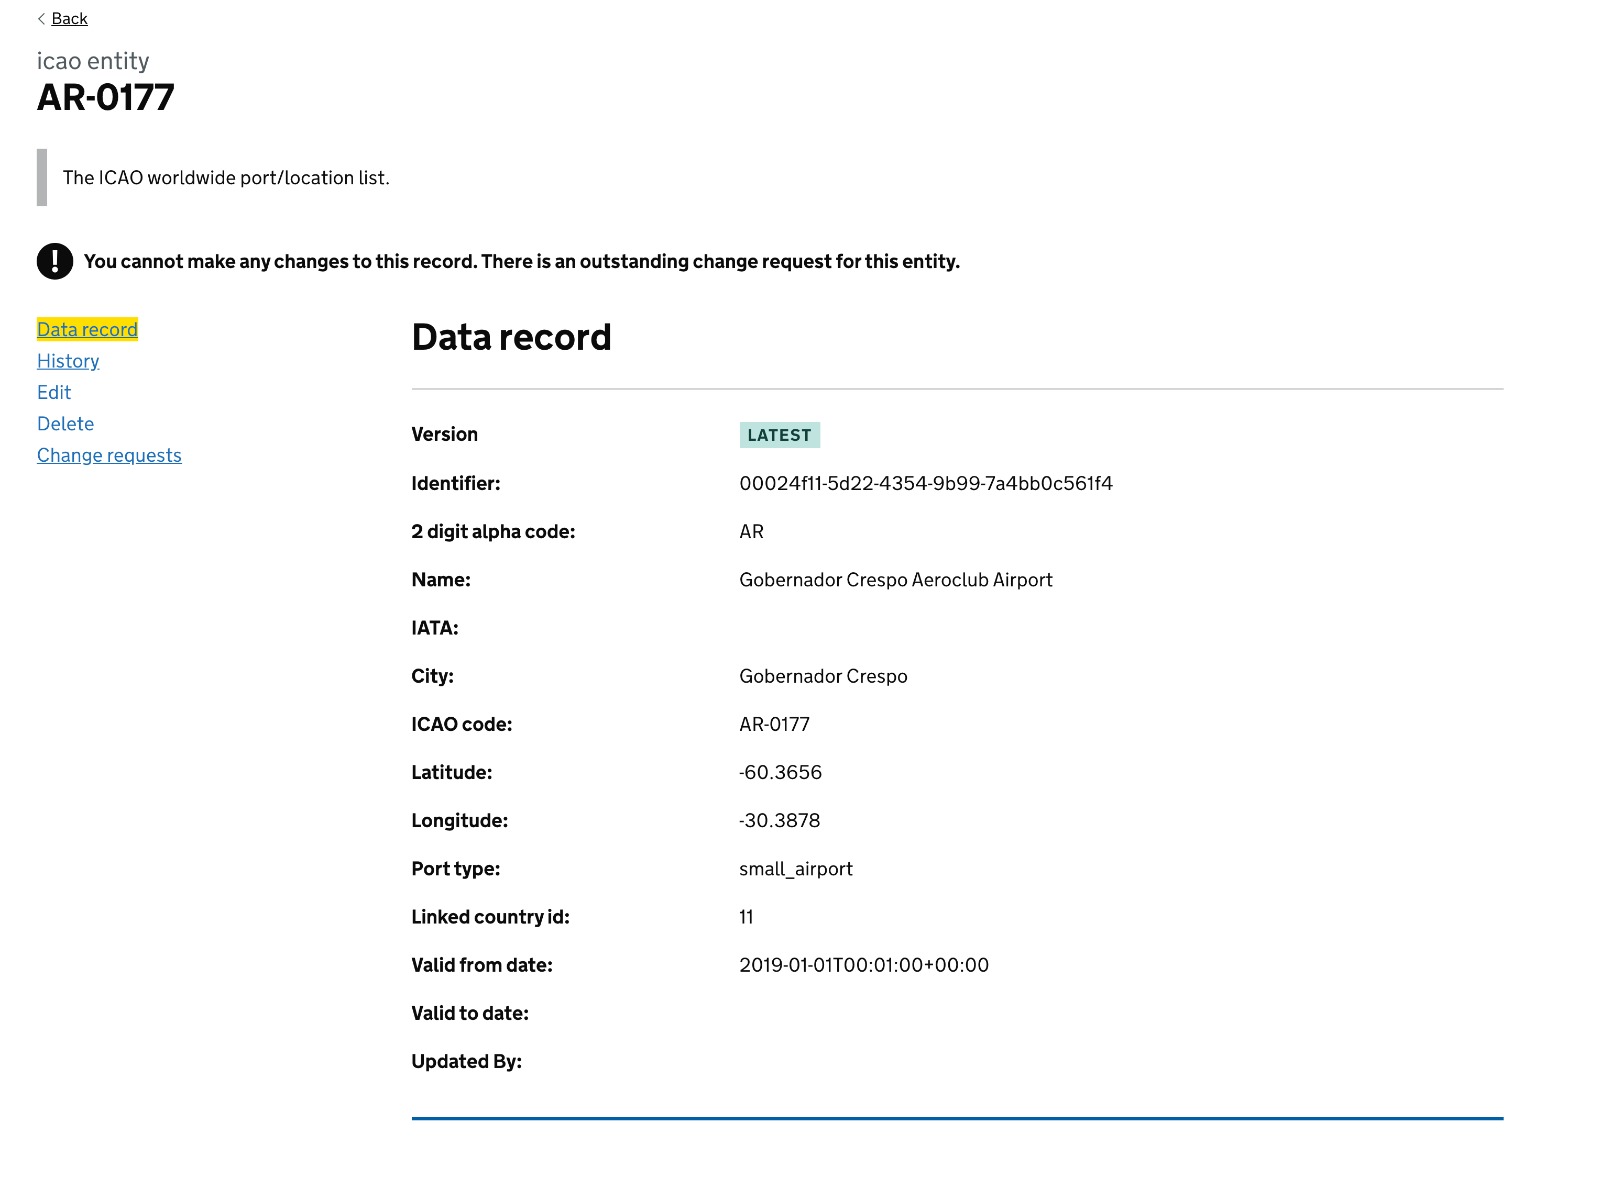 Back
icao entity
AR-0177
The ICAO worldwide port/location list.
! You cannot make any changes to this record. There is an outstanding change request for this entity.
Data record
History
Edit
Delete
Change requests
Data record
Version LATEST
Identifier: 00024f11-5d22-4354-9b99-7a4bb0c561f4
2 digit alpha code: AR
Name: Gobernador Crespo Aeroclub Airport
IATA:
City: Gobernador Crespo
ICAO code: AR-0177
Latitude: -60.3656
Longitude: -30.3878
Port type: small_airport
Linked country id: 11
Valid from date: 2019-01-01T00:01:00+00:00
Valid to date:
Updated By: